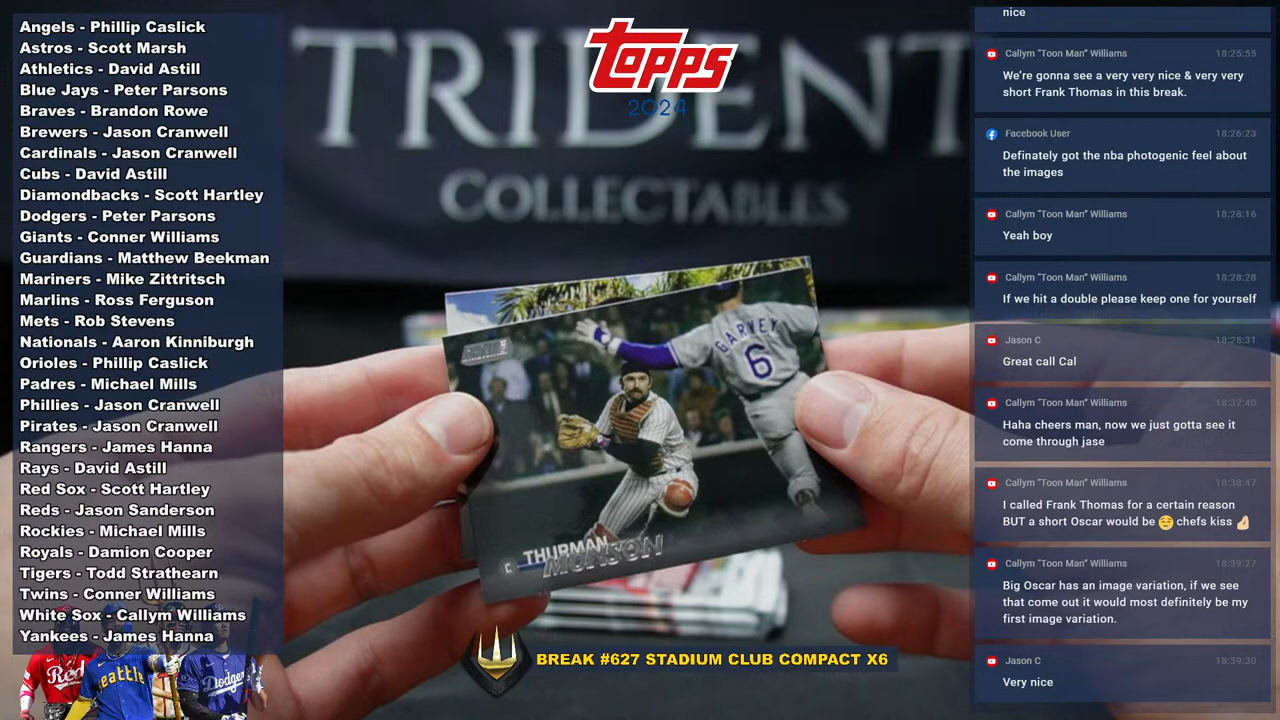 Angels - Phillip Caslick
Astros - Scott Marsh
Athletics - David Astill
Blue Jays - Peter Parsons
Braves - Brandon Rowe
Brewers - Jason Cranwell
Cardinals - Jason Cranwell
Cubs - David Astill
Diamondbacks - Scott Hartley
Dodgers - Peter Parsons
Giants - Conner Williams
Guardians - Matthew Beekman
Mariners - Mike Zittritsch
Marlins - Ross Ferguson
Mets - Rob Stevens
Nationals - Aaron Kinniburgh
Orioles - Phillip Caslick
Padres - Michael Mills
Phillies - Jason Cranwell
Pirates - Jason Cranwell
Rangers - James Hanna
Rays - David Astill
Red Sox - Scott Hartley
Reds - Jason Sanderson
Rockies - Michael Mills
Royals - Damion Cooper
Tigers - Todd Strathearn
Twins - Conner Williams
White Sox - Callym Williams
Yankees - James Hanna
Reds
Seattle
Dodgers
TRIDENT
COLLECTABLES
topps
2024
GARVEY
6
C THURMAN
MUNSON
BREAK #627 STADIUM CLUB COMPACT X6
nice
Callym "Toon Man" Williams 18:25:55
We're gonna see a very very nice & very very
short Frank Thomas in this break.
Facebook User 18:26:23
Definately got the nba photogenic feel about
the images
Callym "Toon Man" Williams 18:28:16
Yeah boy
Callym "Toon Man" Williams 18:28:28
If we hit a double please keep one for yourself
Jason C 18:28:31
Great call Cal
Callym "Toon Man" Williams 18:32:40
Haha cheers man, now we just gotta see it
come through jase
Callym "Toon Man" Williams 18:38:47
I called Frank Thomas for a certain reason
BUT a short Oscar would be 😌 chefs kiss 🤌🏻
Callym "Toon Man" Williams 18:39:27
Big Oscar has an image variation, if we see
that come out it would most definitely be my
first image variation.
Jason C 18:39:30
Very nice